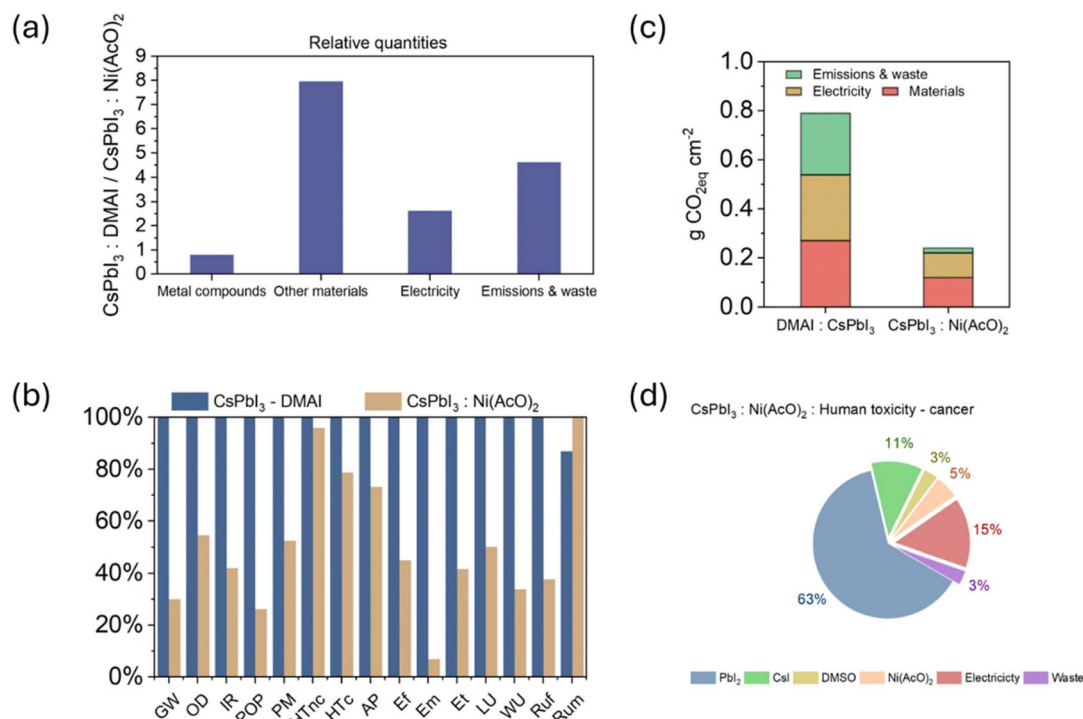 (a)
Relative quantities
CsPbI₃ : DMAI / CsPbI₃ : Ni(AcO)₂
9
8
7
6
5
4
3
2
1
0
Metal compounds Other materials Electricity Emissions & waste
(c)
g CO₂eq cm⁻²
1.0
0.8
0.6
0.4
0.2
0.0
Emissions & waste
Electricity Materials
DMAI : CsPbI₃ CsPbI₃ : Ni(AcO)₂
(b)
CsPbI₃ - DMAI CsPbI₃ : Ni(AcO)₂
100%
80%
60%
40%
20%
0%
GW OD IR POP PM HTnc HTc AP Ef Em Et LU WU Ruf Rum
(d)
CsPbI₃ : Ni(AcO)₂ : Human toxicity - cancer
11%
3%
5%
15%
3%
63%
PbI₂ CsI DMSO Ni(AcO)₂ Electricicty Waste